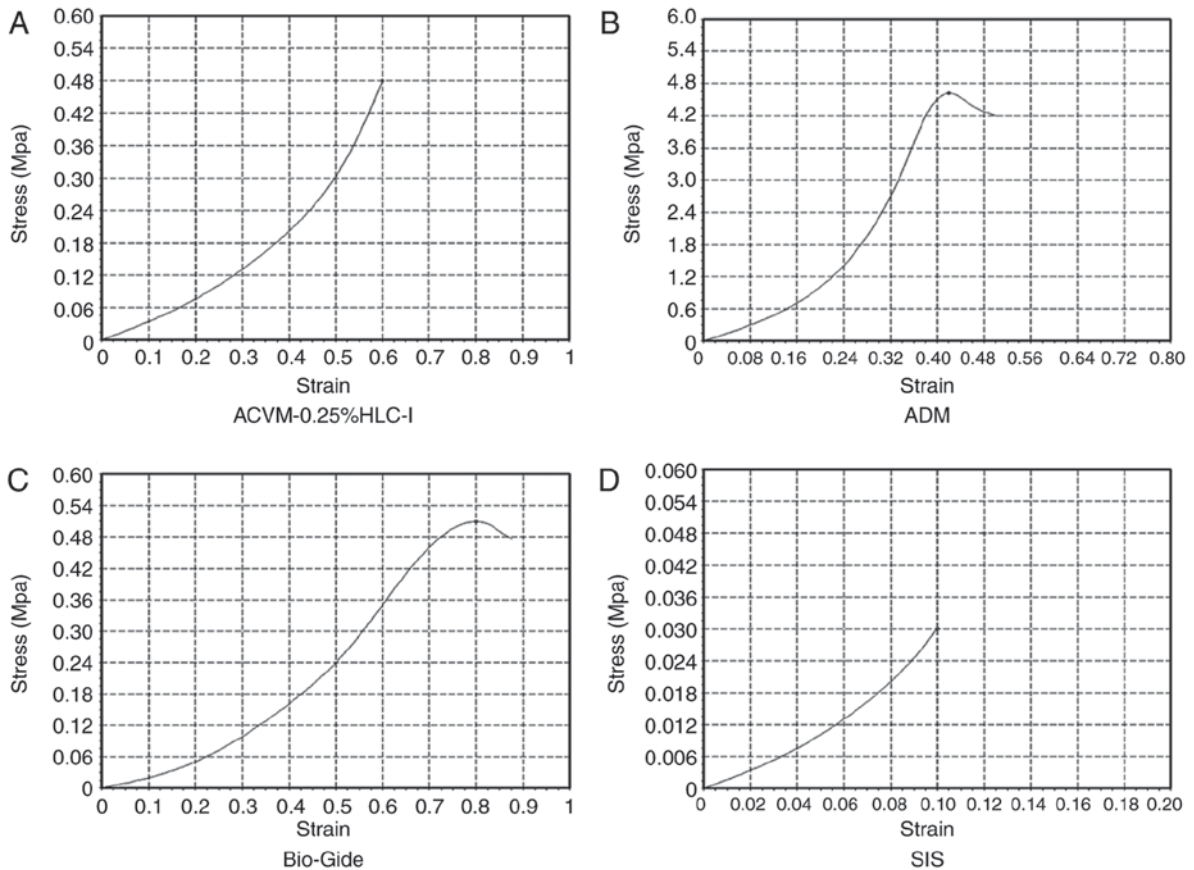 A
0.60
0.54
0.48
0.42
0.36
0.30
0.24
0.18
0.12
0.06
0
Stress (Mpa)
0 0.1 0.2 0.3 0.4 0.5 0.6 0.7 0.8 0.9 1
Strain
ACVM-0.25%HLC-I
B
6.0
5.4
4.8
4.2
3.6
3.0
2.4
1.8
1.2
0.6
0
Stress (Mpa)
0 0.08 0.16 0.24 0.32 0.40 0.48 0.56 0.64 0.72 0.80
Strain
ADM
C
0.60
0.54
0.48
0.42
0.36
0.30
0.24
0.18
0.12
0.06
0
Stress (Mpa)
0 0.1 0.2 0.3 0.4 0.5 0.6 0.7 0.8 0.9 1
Strain
Bio-Gide
D
0.060
0.054
0.048
0.042
0.036
0.030
0.024
0.018
0.012
0.006
0
Stress (Mpa)
0 0.02 0.04 0.06 0.08 0.10 0.12 0.14 0.16 0.18 0.20
Strain
SIS